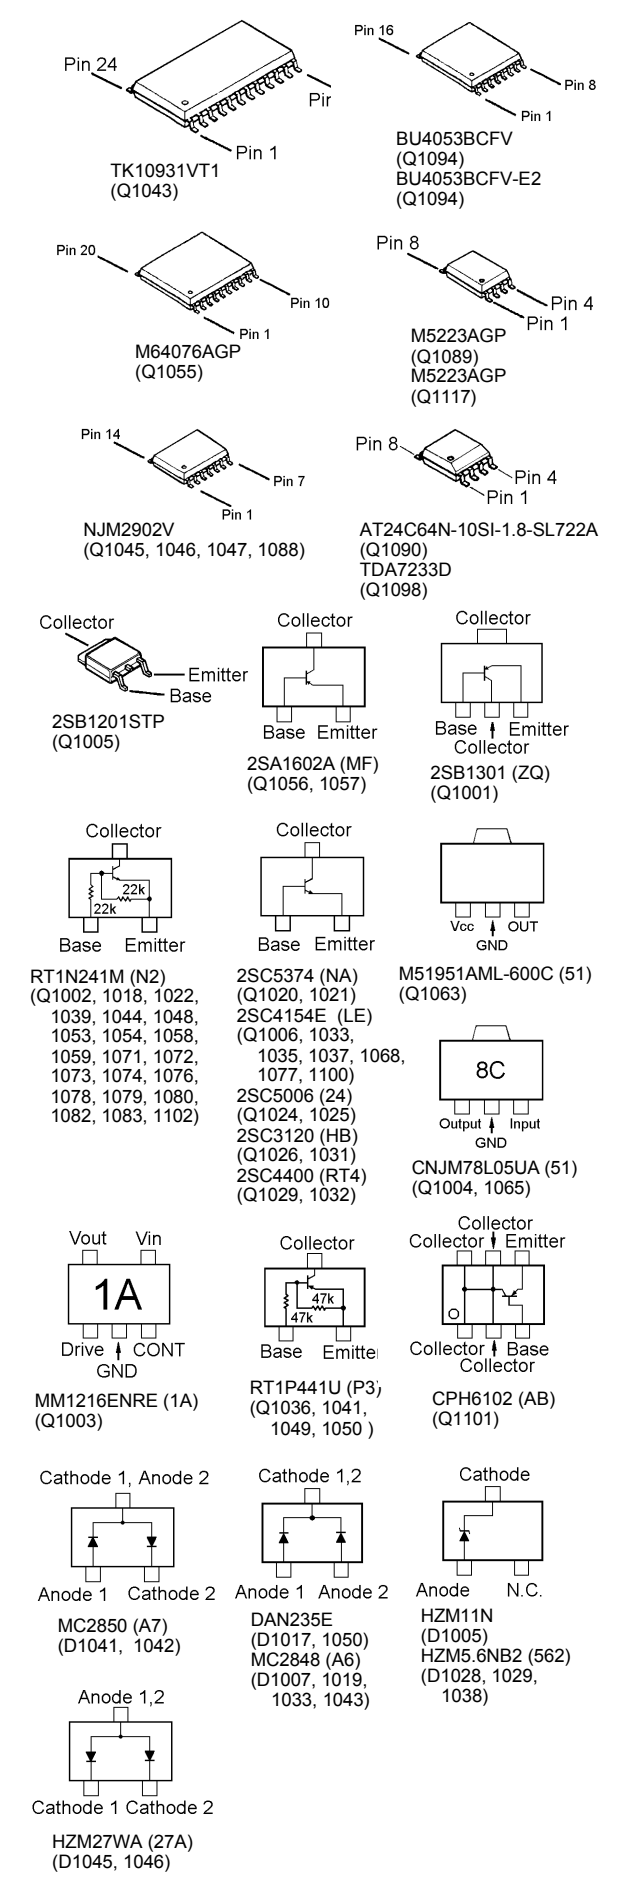 Pin 24
Pin
Pin 1
TK10931VT1
(Q1043)
Pin 16
Pin 8
Pin 1
BU4053BCFV
(Q1094)
BU4053BCFV-E2
(Q1094)
Pin 20
Pin 10
Pin 1
M64076AGP
(Q1055)
Pin 8
Pin 4
Pin 1
M5223AGP
(Q1089)
M5223AGP
(Q1117)
Pin 14
Pin 7
Pin 1
NJM2902V
(Q1045, 1046, 1047, 1088)
Pin 8
Pin 4
Pin 1
AT24C64N-10SI-1.8-SL722A
(Q1090)
TDA7233D
(Q1098)
Collector
Emitter
Base
2SB1201STP
(Q1005)
Collector
Base Emitter
2SA1602A (MF)
(Q1056, 1057)
Collector
Base Emitter
Collector
2SB1301 (ZQ)
(Q1001)
Collector
22k
22k
Base Emitter
RT1N241M (N2)
(Q1002, 1018, 1022,
1039, 1044, 1048,
1053, 1054, 1058,
1059, 1071, 1072,
1073, 1074, 1076,
1078, 1079, 1080,
1082, 1083, 1102)
Collector
Base Emitter
2SC5374 (NA)
(Q1020, 1021)
2SC4154E (LE)
(Q1006, 1033,
1035, 1037, 1068,
1077, 1100)
2SC5006 (24)
(Q1024, 1025)
2SC3120 (HB)
(Q1026, 1031)
2SC4400 (RT4)
(Q1029, 1032)
Vcc OUT
GND
M51951AML-600C (51)
(Q1063)
8C
Output Input
GND
CNJM78L05UA (51)
(Q1004, 1065)
Vout Vin
1A
Drive CONT
GND
MM1216ENRE (1A)
(Q1003)
Collector
47k
47k
Base Emitter
RT1P441U (P3)
(Q1036, 1041,
1049, 1050 )
Collector
Collector Emitter
Collector Base
Collector
CPH6102 (AB)
(Q1101)
Cathode 1, Anode 2
Anode 1 Cathode 2
MC2850 (A7)
(D1041, 1042)
Cathode 1,2
Anode 1 Anode 2
DAN235E
(D1017, 1050)
MC2848 (A6)
(D1007, 1019,
1033, 1043)
Cathode
Anode N.C.
HZM11N
(D1005)
HZM5.6NB2 (562)
(D1028, 1029,
1038)
Anode 1,2
Cathode 1 Cathode 2
HZM27WA (27A)
(D1045, 1046)